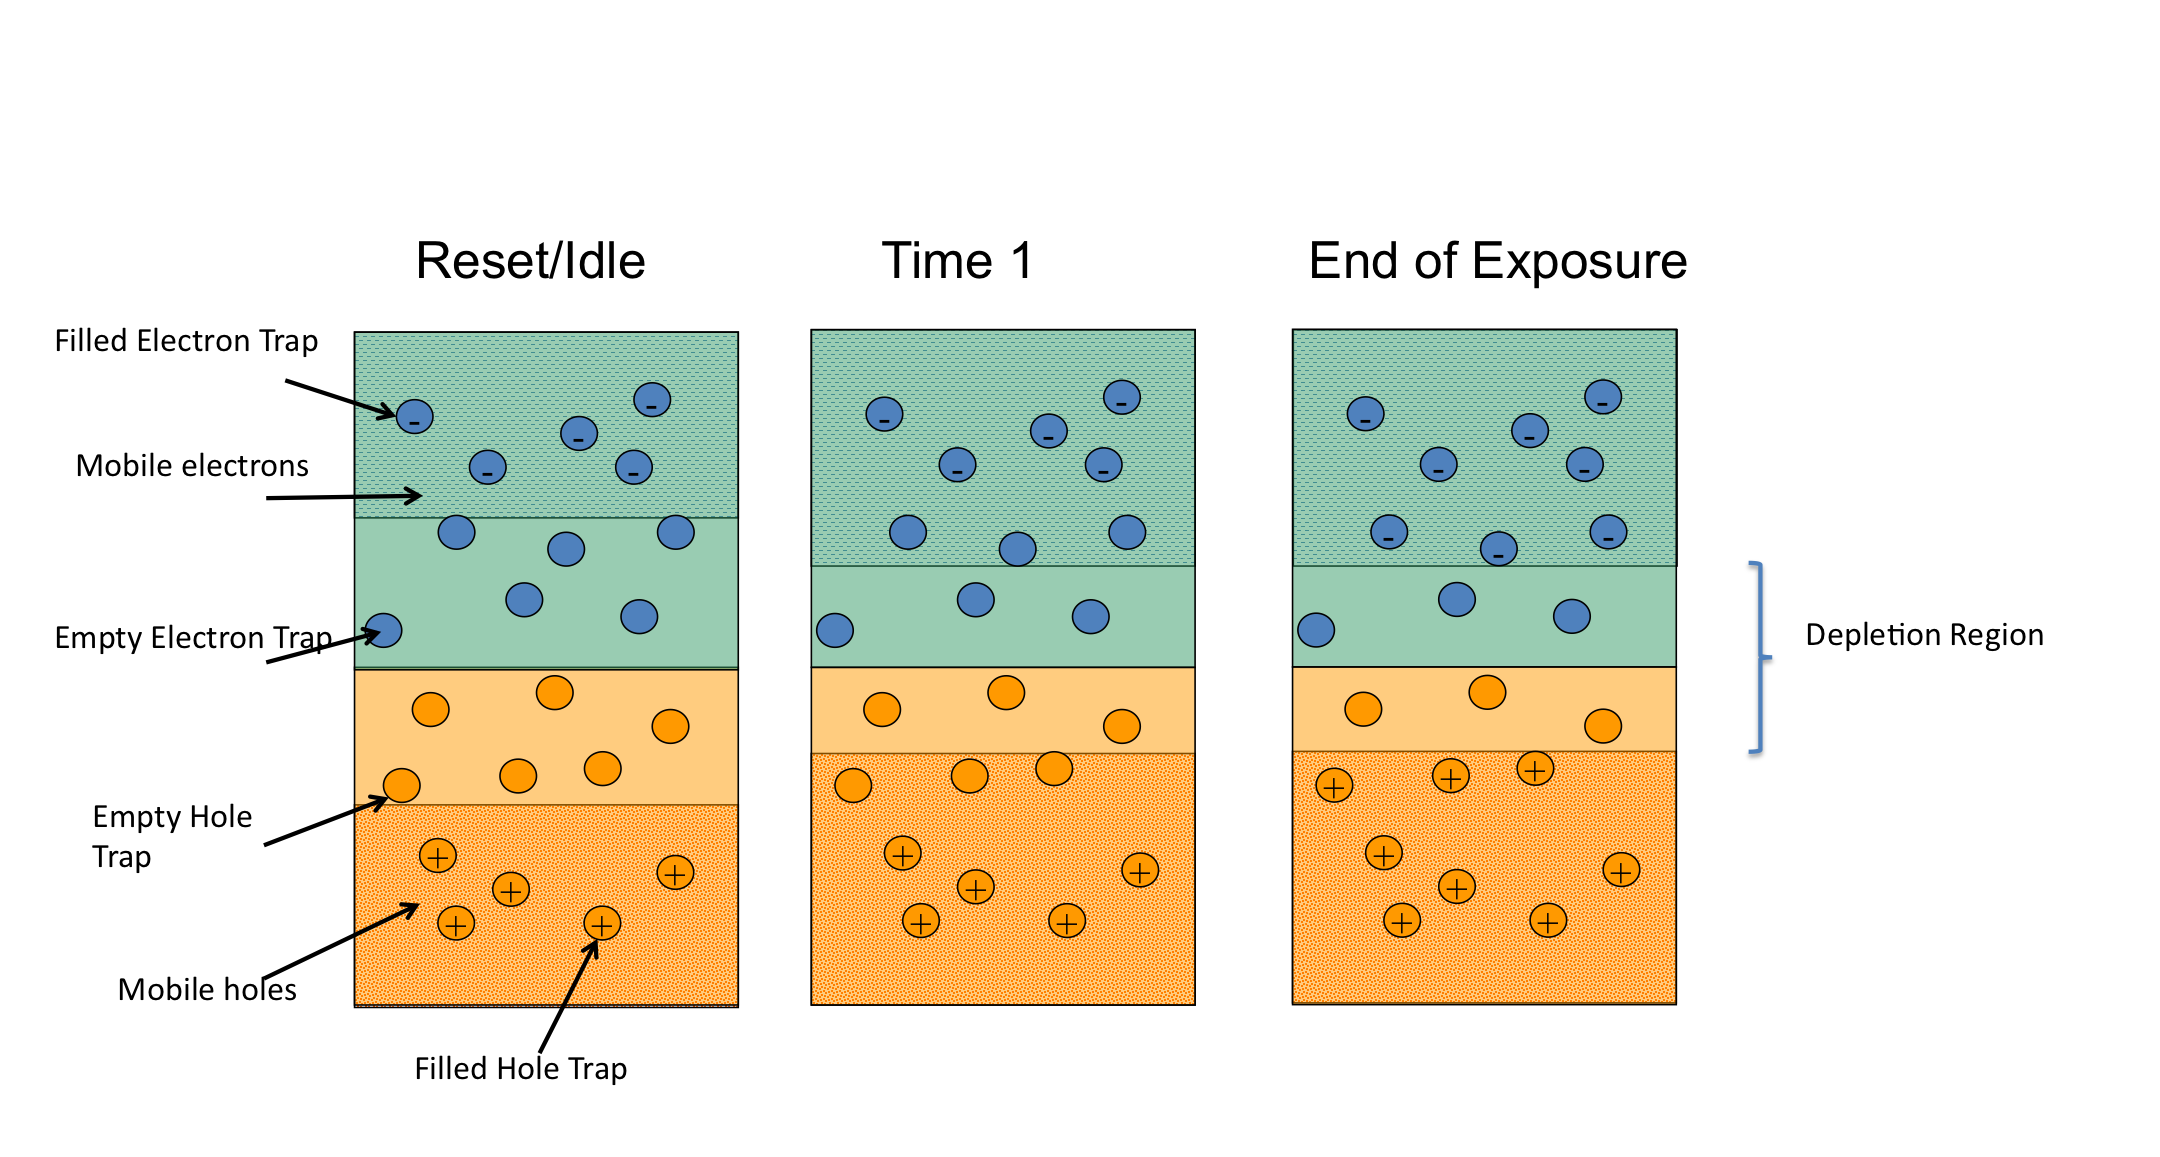 Reset/Idle
Time 1
End of Exposure
Filled Electron Trap
Mobile electrons
Empty Electron Trap
Depletion Region
Empty Hole
Trap
Mobile holes
Filled Hole Trap
- - - - -
+ + + + +
- - - - -
+ + + + +
- - - - - - - -
+ + + + + + + +